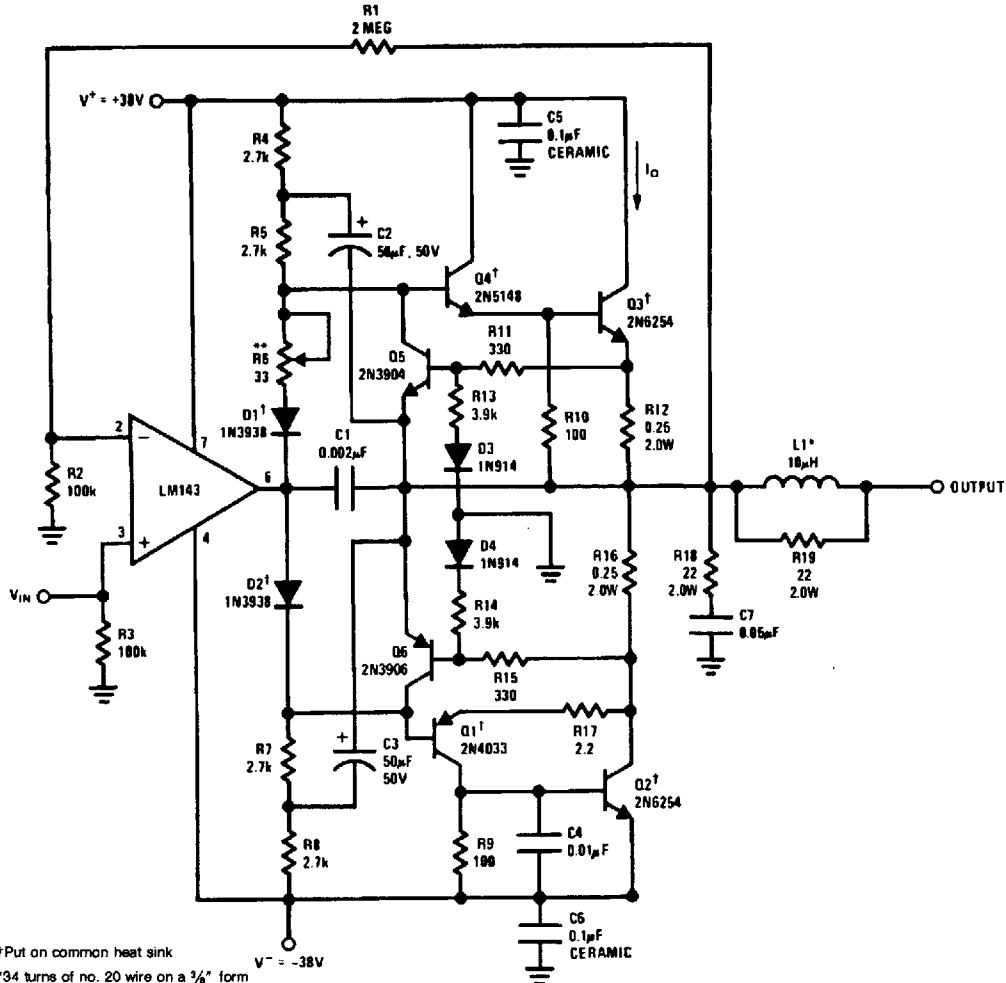 R1
2 MEG
V⁺ = +38V
C5
0.1μF
CERAMIC
R4
2.7k
IQ
C2
50μF, 50V
+
R5
2.7k
Q4†
2N5148
Q3†
2N6254
**
R6
33
Q5
2N3904
R11
330
R13
3.9k
R10
100
R12
0.25
2.0W
D1†
1N3938
C1
0.002μF
D3
1N914
L1*
10μH
2
−
7
6
LM143
R2
100k
3
+
4
OUTPUT
D4
1N914
R16
0.25
2.0W
R18
22
2.0W
R19
22
2.0W
VIN
D2†
1N3938
R14
3.9k
C7
0.05μF
R3
100k
Q6
2N3906
R15
330
Q1†
2N4033
R17
2.2
R7
2.7k
+
C3
50μF
50V
Q2†
2N6254
R8
2.7k
R9
100
C4
0.01μF
C6
0.1μF
CERAMIC
V⁻ = −38V
†Put on common heat sink
*34 turns of no. 20 wire on a ⅜″ form